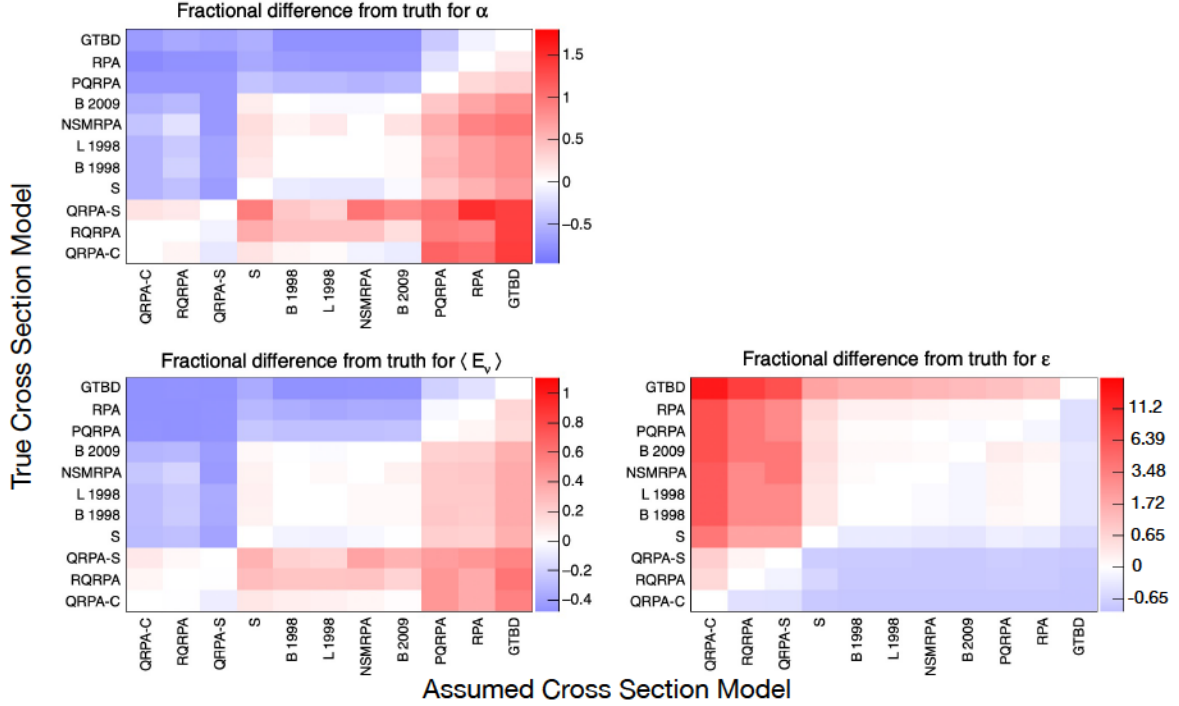 Fractional difference from truth for α
GTBD
RPA
PQRPA
B 2009
NSMRPA
L 1998
B 1998
S
QRPA-S
RQRPA
QRPA-C
1.5
1
0.5
0
−0.5
QRPA-C
RQRPA
QRPA-S
S
B 1998
L 1998
NSMRPA
B 2009
PQRPA
RPA
GTBD
True Cross Section Model
Fractional difference from truth for ⟨ Eν ⟩
GTBD
RPA
PQRPA
B 2009
NSMRPA
L 1998
B 1998
S
QRPA-S
RQRPA
QRPA-C
1
0.8
0.6
0.4
0.2
0
−0.2
−0.4
QRPA-C
RQRPA
QRPA-S
S
B 1998
L 1998
NSMRPA
B 2009
PQRPA
RPA
GTBD
Fractional difference from truth for ε
GTBD
RPA
PQRPA
B 2009
NSMRPA
L 1998
B 1998
S
QRPA-S
RQRPA
QRPA-C
11.2
6.39
3.48
1.72
0.65
0
-0.65
QRPA-C
RQRPA
QRPA-S
S
B 1998
L 1998
NSMRPA
B 2009
PQRPA
RPA
GTBD
Assumed Cross Section Model